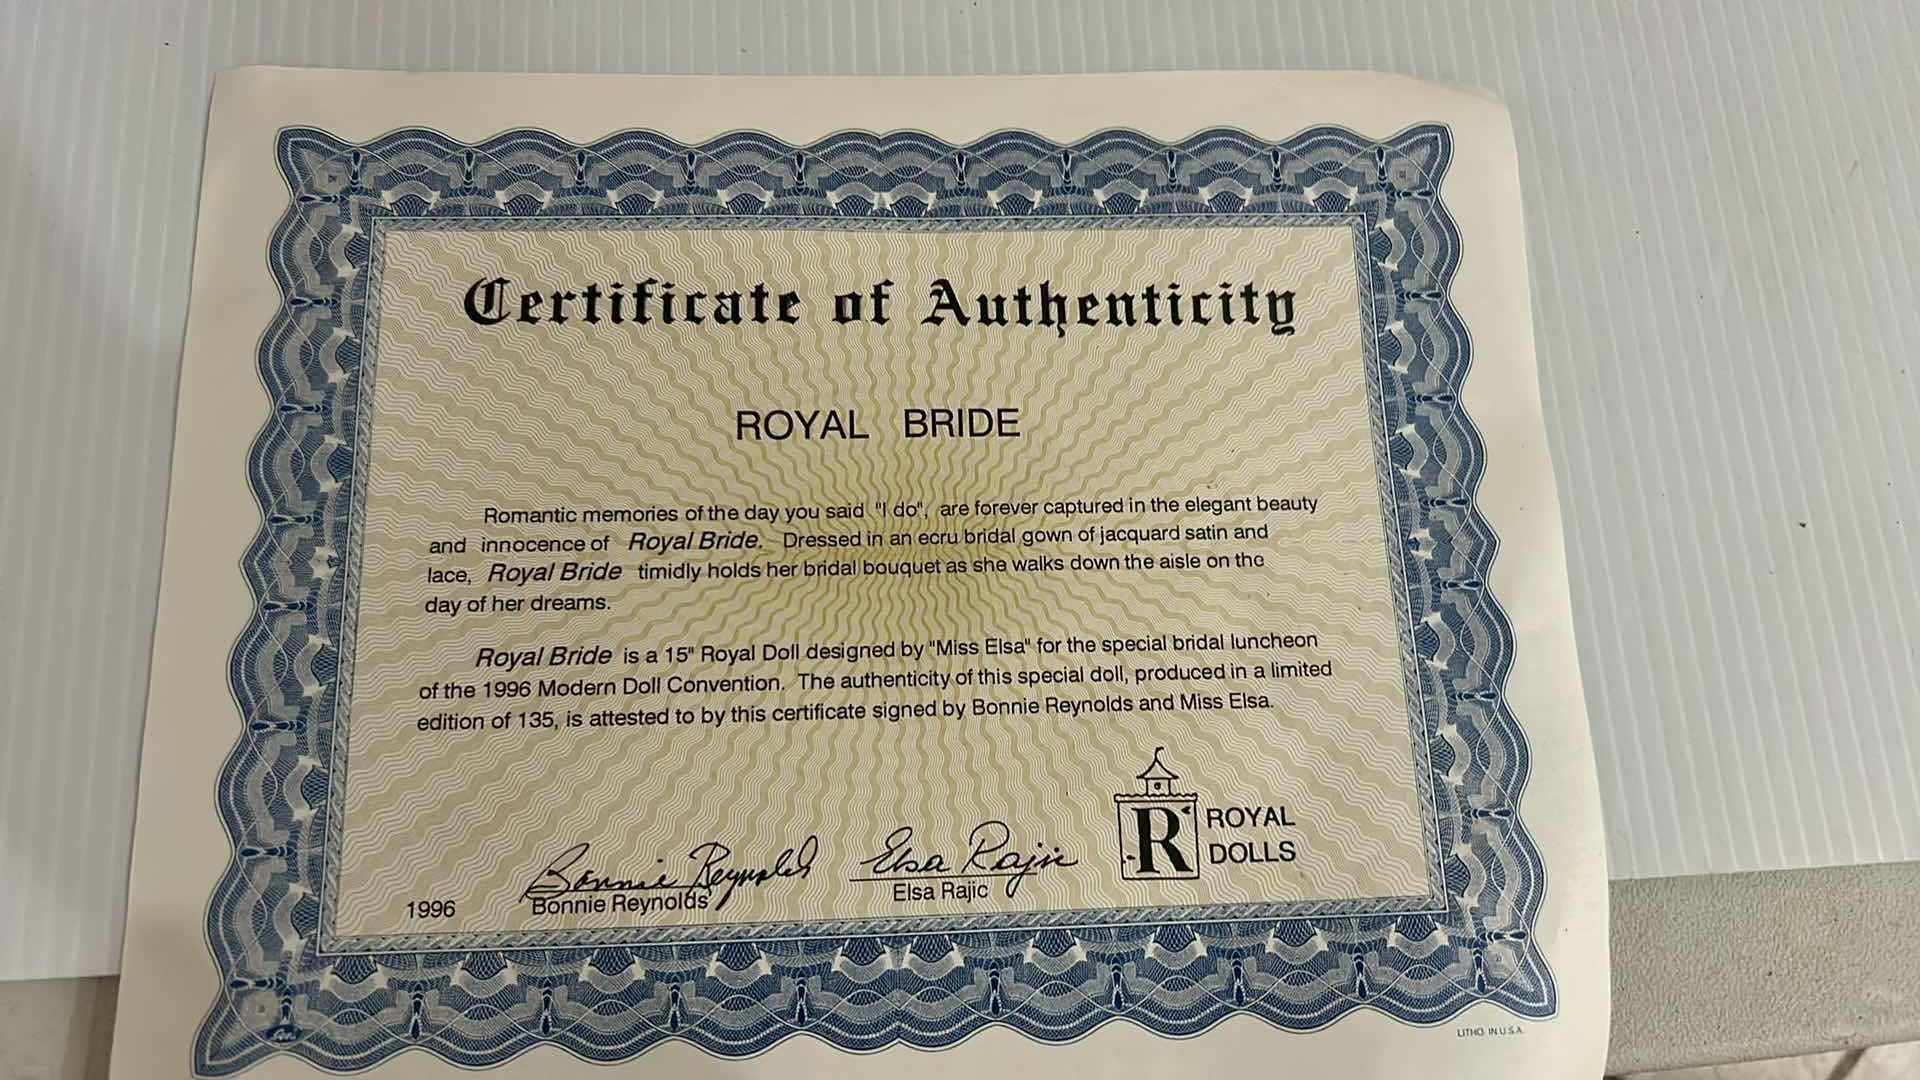 Certificate of Authenticity
ROYAL BRIDE
Romantic memories of the day you said "I do", are forever captured in the elegant beauty
and innocence of Royal Bride. Dressed in an ecru bridal gown of jacquard satin and
lace, Royal Bride timidly holds her bridal bouquet as she walks down the aisle on the
day of her dreams.
Royal Bride is a 15" Royal Doll designed by "Miss Elsa" for the special bridal luncheon
of the 1996 Modern Doll Convention. The authenticity of this special doll, produced in a limited
edition of 135, is attested to by this certificate signed by Bonnie Reynolds and Miss Elsa.
R ROYAL
DOLLS
Bonnie Reynolds Elsa Rajic
1996 Bonnie Reynolds Elsa Rajic
LITHO. IN U.S.A.